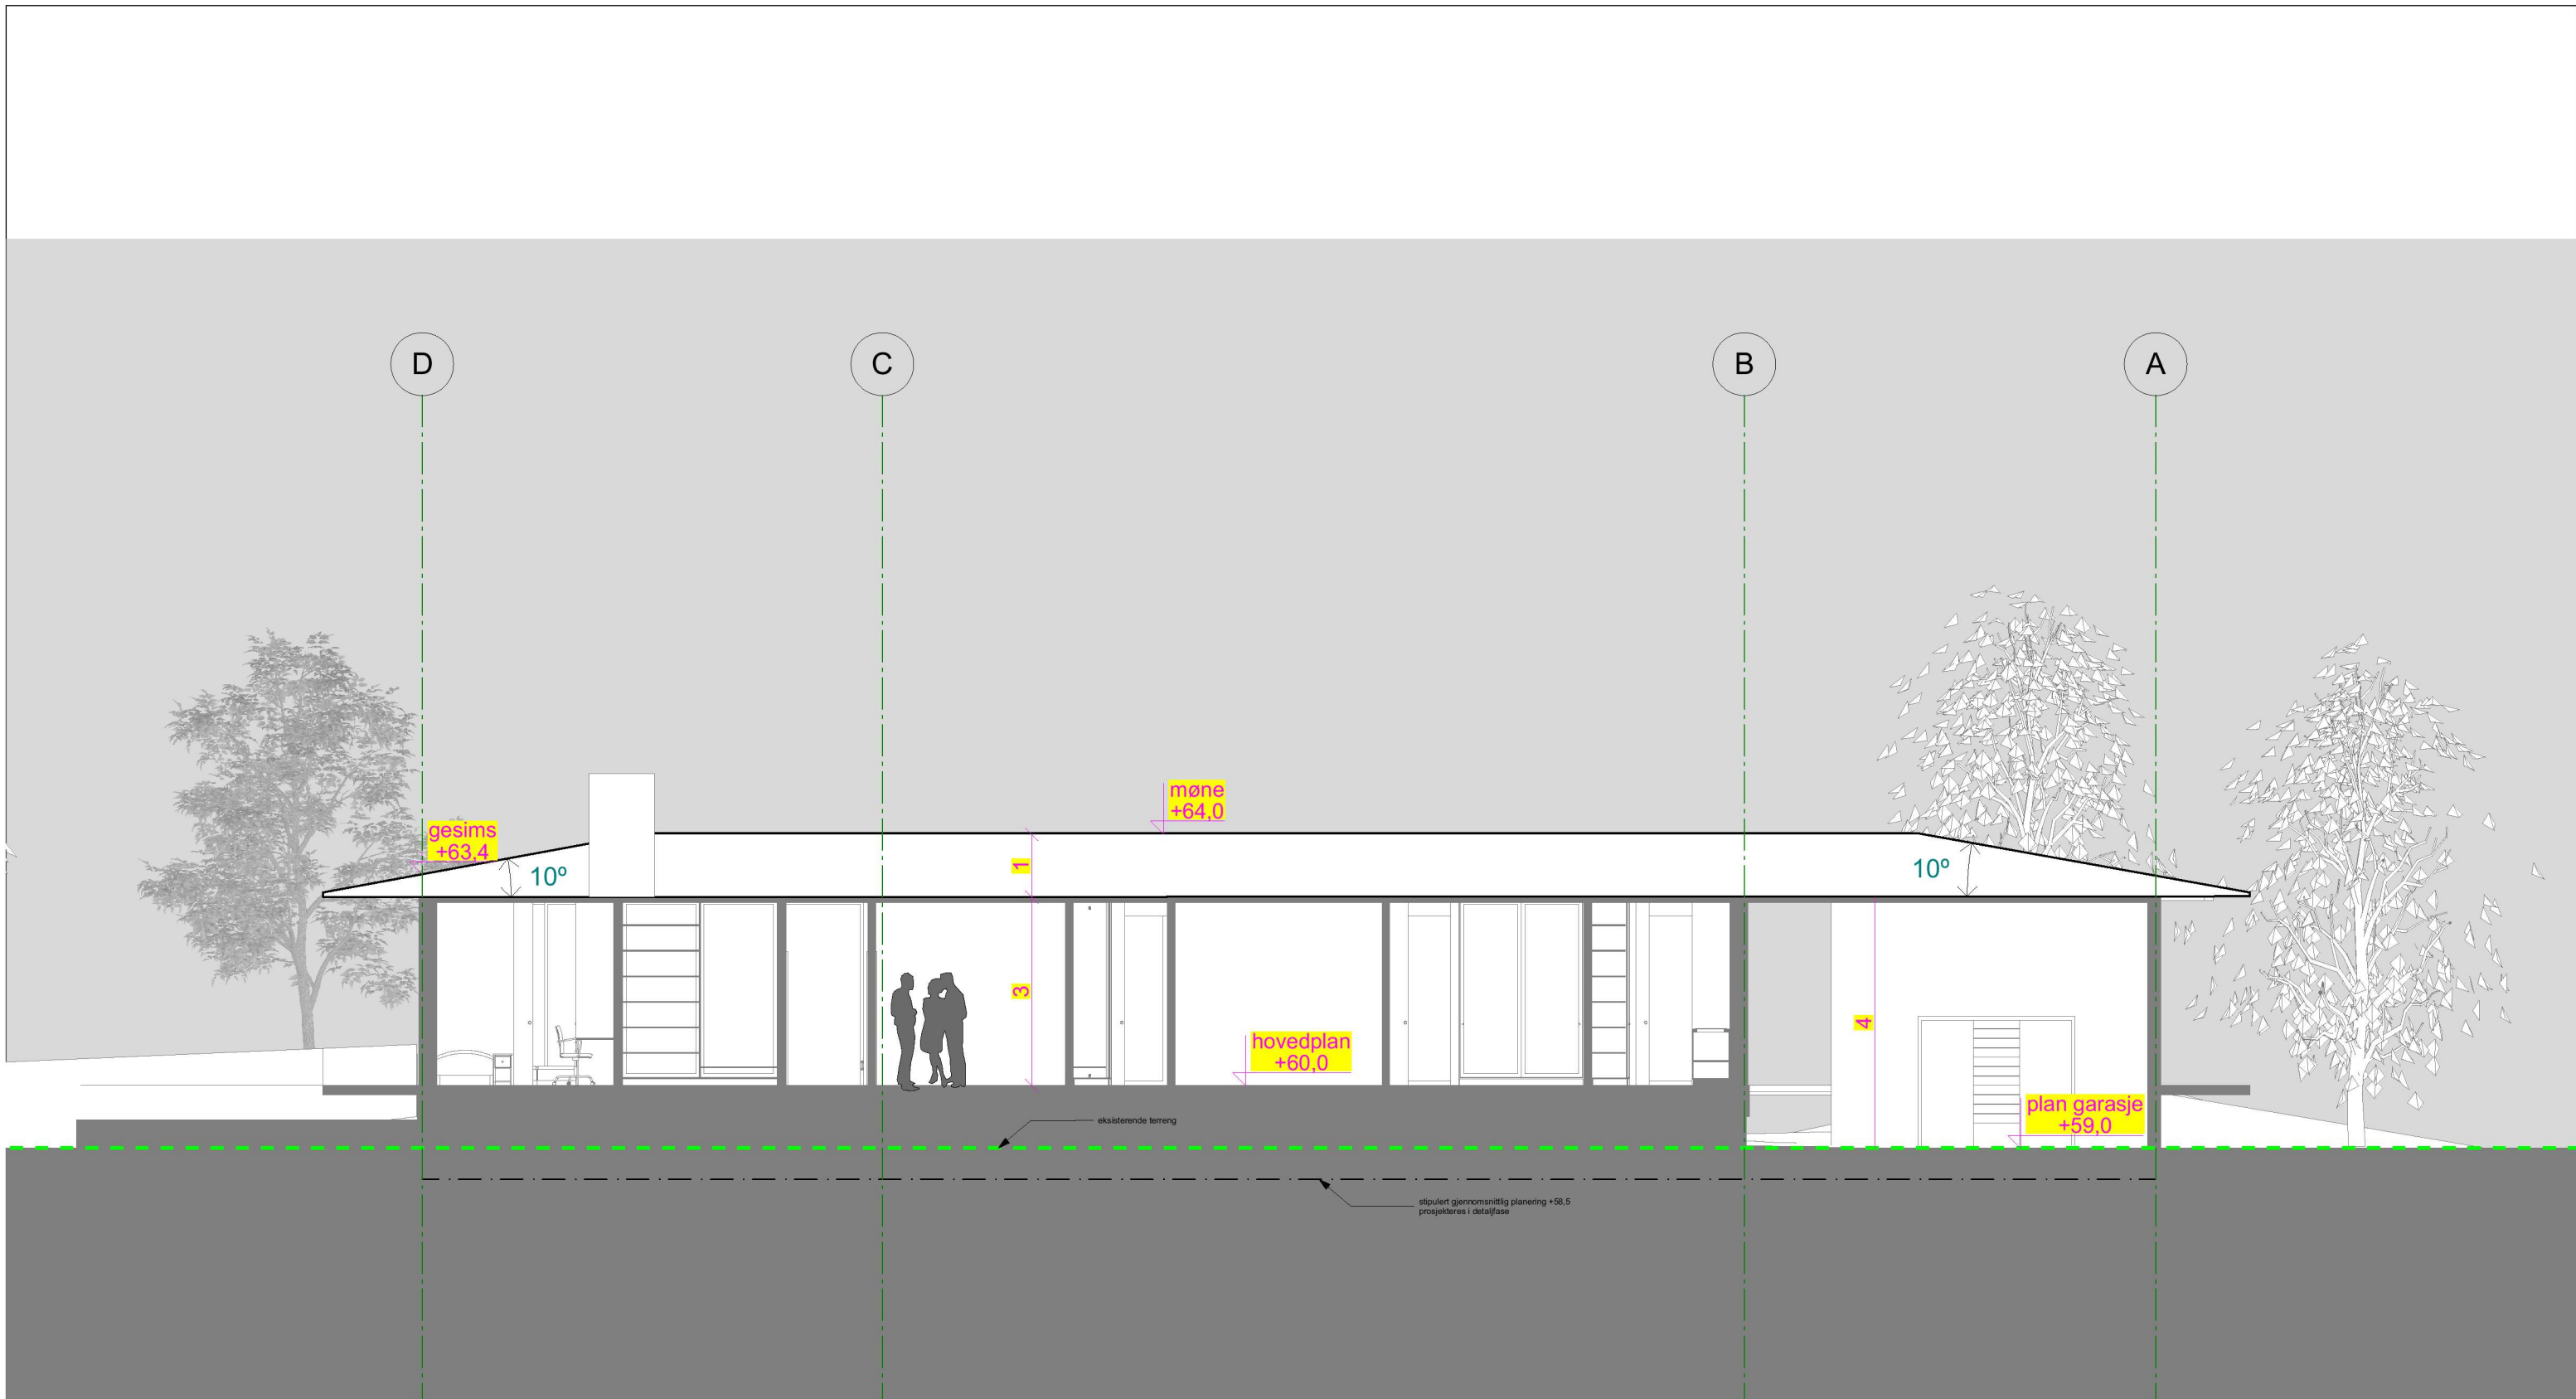 D
C
B
A
møne
+64,0
gesims
+63,4
1
10º
10º
3
4
hovedplan
+60,0
plan garasje
+59,0
eksisterende terreng
stipulert gjennomsnittlig planering +58,5
prosjekteres i detaljfase